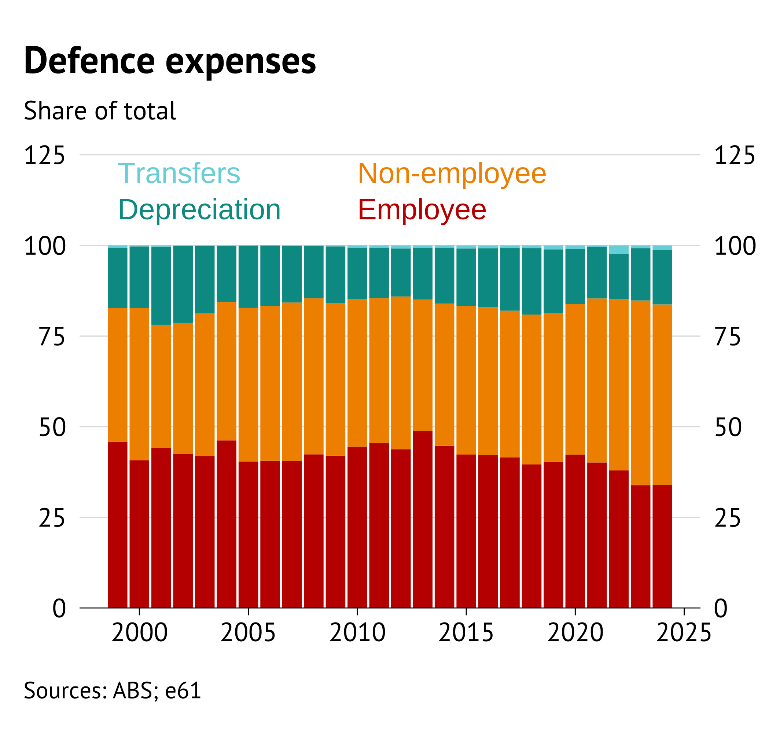 Defence expenses
Share of total
125 125
Transfers Non-employee
Depreciation Employee
100 100
75 75
50 50
25 25
0 0
2000 2005 2010 2015 2020 2025
Sources: ABS; e61